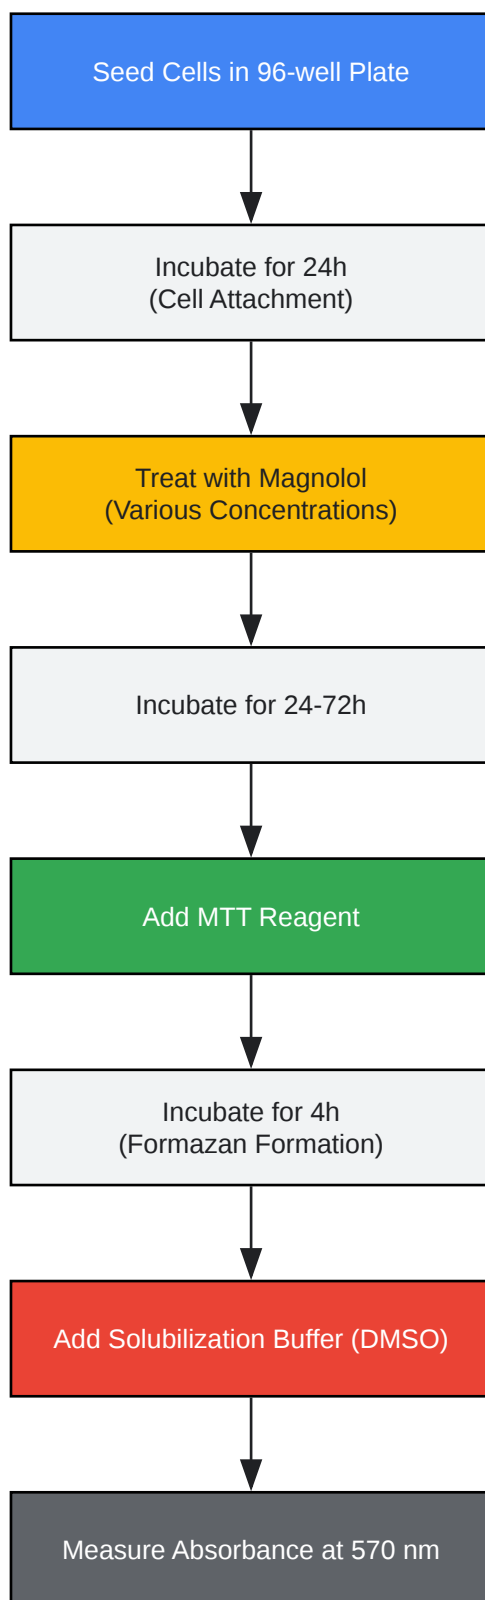 Seed Cells in 96-well Plate
Incubate for 24h
(Cell Attachment)
Treat with Magnolol
(Various Concentrations)
Incubate for 24-72h
Add MTT Reagent
Incubate for 4h
(Formazan Formation)
Add Solubilization Buffer (DMSO)
Measure Absorbance at 570 nm